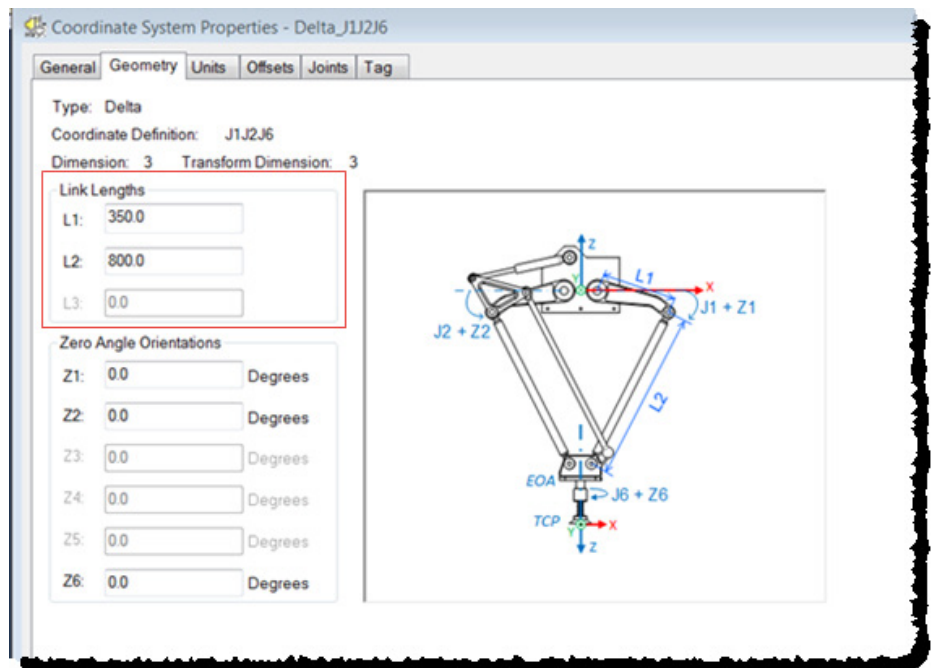 Coordinate System Properties - Delta_J1J2J6
General Geometry Units Offsets Joints Tag
Type: Delta
Coordinate Definition: J1J2J6
Dimension: 3 Transform Dimension: 3
Link Lengths
L1: 350.0
L2: 800.0
L3: 0.0
Zero Angle Orientations
Z1: 0.0 Degrees
Z2: 0.0 Degrees
Z3: 0.0 Degrees
Z4: 0.0 Degrees
Z5: 0.0 Degrees
Z6: 0.0 Degrees
Z
Y
L1
X
J1 + Z1
J2 + Z2
L2
EOA
J6 + Z6
TCP
Y
X
Z